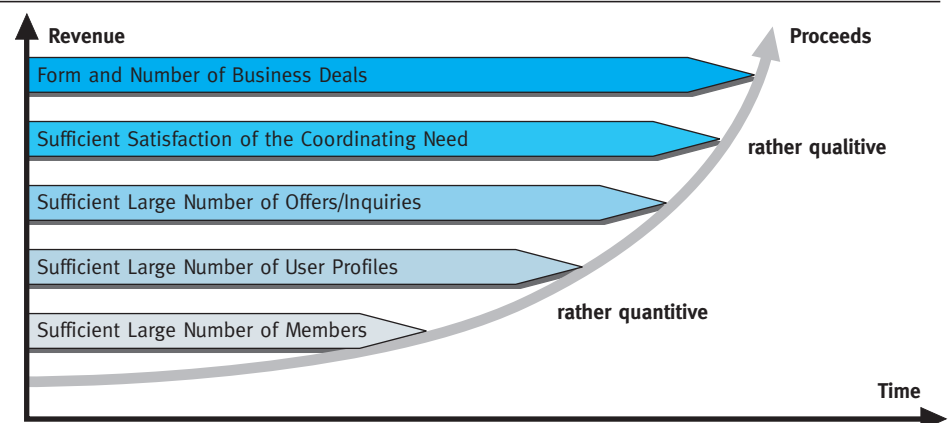 Revenue
Proceeds
Form and Number of Business Deals
Sufficient Satisfaction of the Coordinating Need
rather qualitive
Sufficient Large Number of Offers/Inquiries
Sufficient Large Number of User Profiles
rather quantitive
Sufficient Large Number of Members
Time